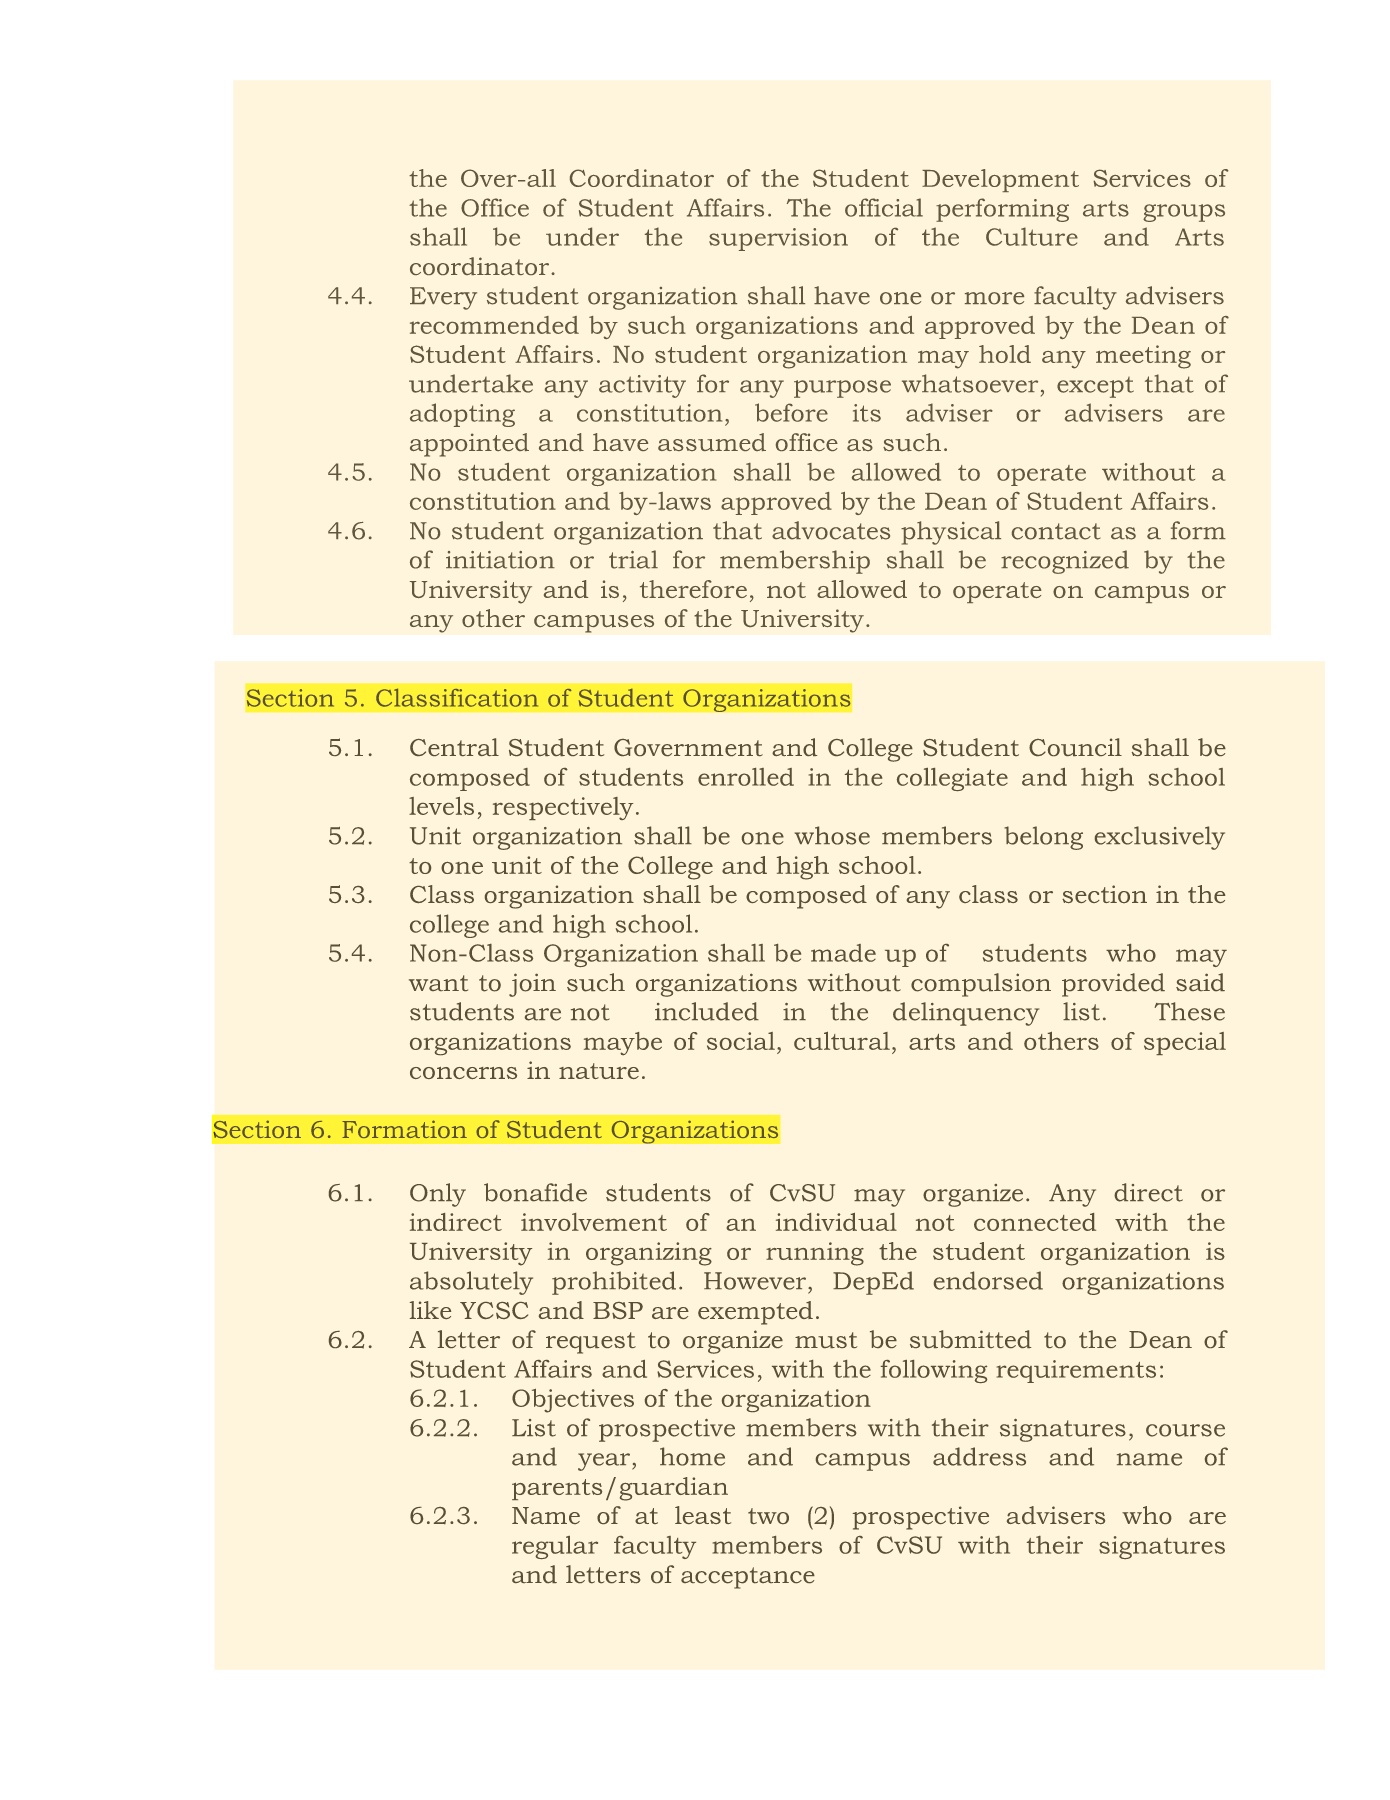 the Over-all Coordinator of the Student Development Services of
the Office of Student Affairs. The official performing arts groups
shall be under the supervision of the Culture and Arts
coordinator.
4.4. Every student organization shall have one or more faculty advisers
recommended by such organizations and approved by the Dean of
Student Affairs. No student organization may hold any meeting or
undertake any activity for any purpose whatsoever, except that of
adopting a constitution, before its adviser or advisers are
appointed and have assumed office as such.
4.5. No student organization shall be allowed to operate without a
constitution and by-laws approved by the Dean of Student Affairs.
4.6. No student organization that advocates physical contact as a form
of initiation or trial for membership shall be recognized by the
University and is, therefore, not allowed to operate on campus or
any other campuses of the University.
Section 5. Classification of Student Organizations
5.1. Central Student Government and College Student Council shall be
composed of students enrolled in the collegiate and high school
levels, respectively.
5.2. Unit organization shall be one whose members belong exclusively
to one unit of the College and high school.
5.3. Class organization shall be composed of any class or section in the
college and high school.
5.4. Non-Class Organization shall be made up of students who may
want to join such organizations without compulsion provided said
students are not included in the delinquency list. These
organizations maybe of social, cultural, arts and others of special
concerns in nature.
Section 6. Formation of Student Organizations
6.1. Only bonafide students of CvSU may organize. Any direct or
indirect involvement of an individual not connected with the
University in organizing or running the student organization is
absolutely prohibited. However, DepEd endorsed organizations
like YCSC and BSP are exempted.
6.2. A letter of request to organize must be submitted to the Dean of
Student Affairs and Services, with the following requirements:
6.2.1. Objectives of the organization
6.2.2. List of prospective members with their signatures, course
and year, home and campus address and name of
parents/guardian
6.2.3. Name of at least two (2) prospective advisers who are
regular faculty members of CvSU with their signatures
and letters of acceptance